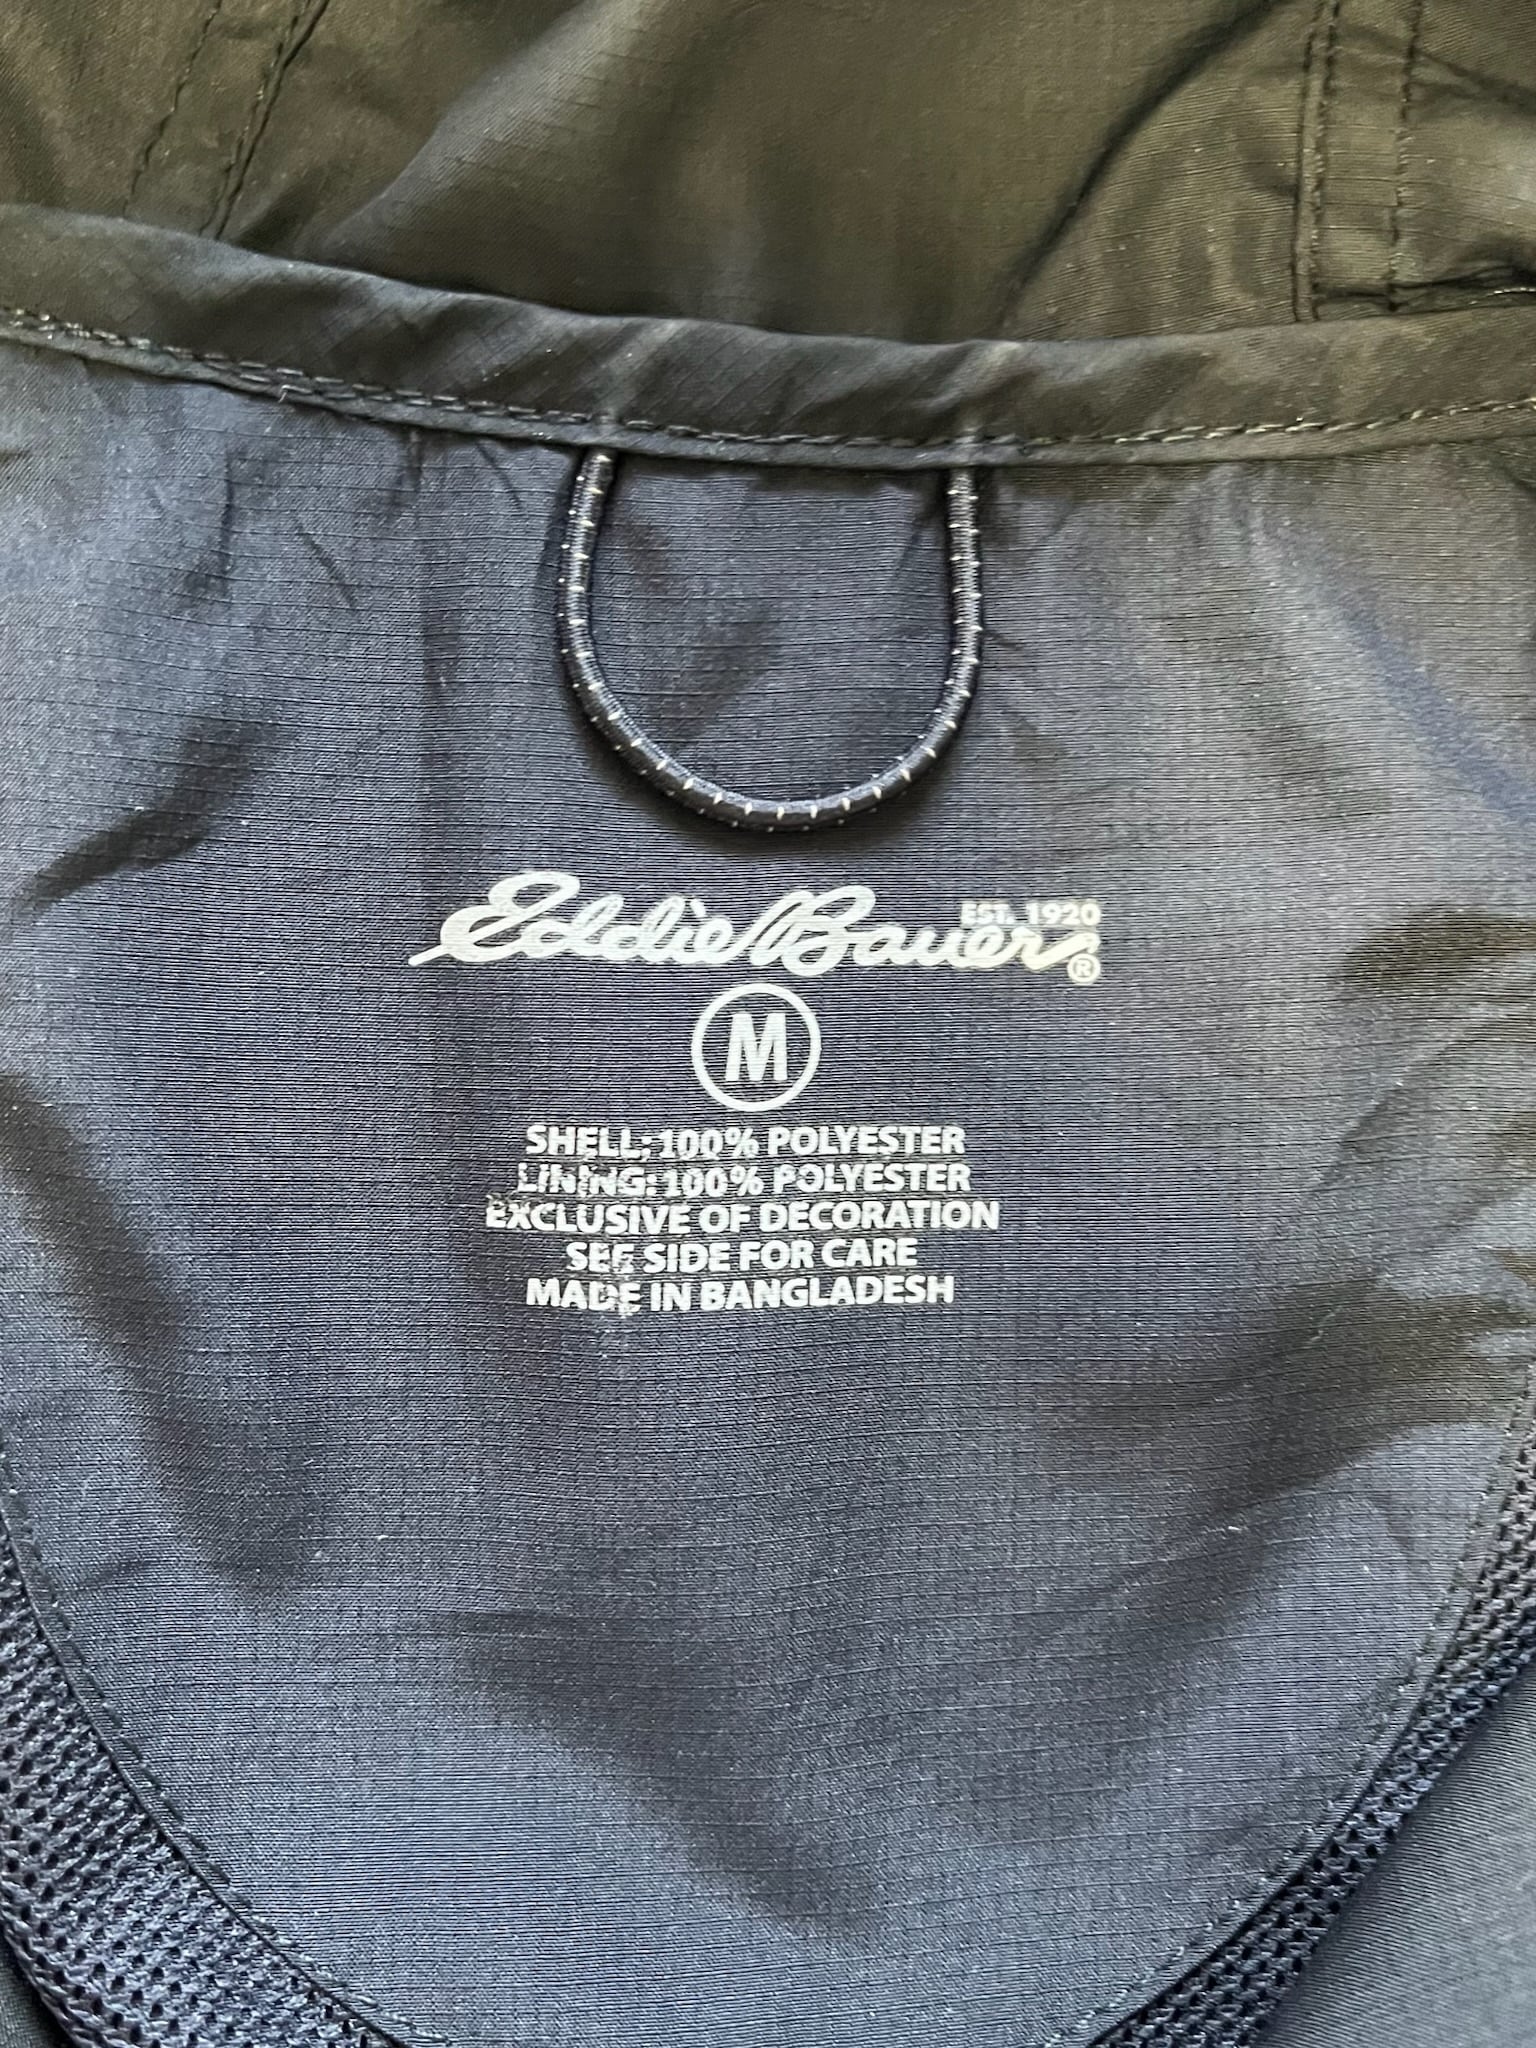 Eddie Bauer EST. 1920 ®
M
SHELL: 100% POLYESTER
LINING: 100% POLYESTER
EXCLUSIVE OF DECORATION
SEE SIDE FOR CARE
MADE IN BANGLADESH